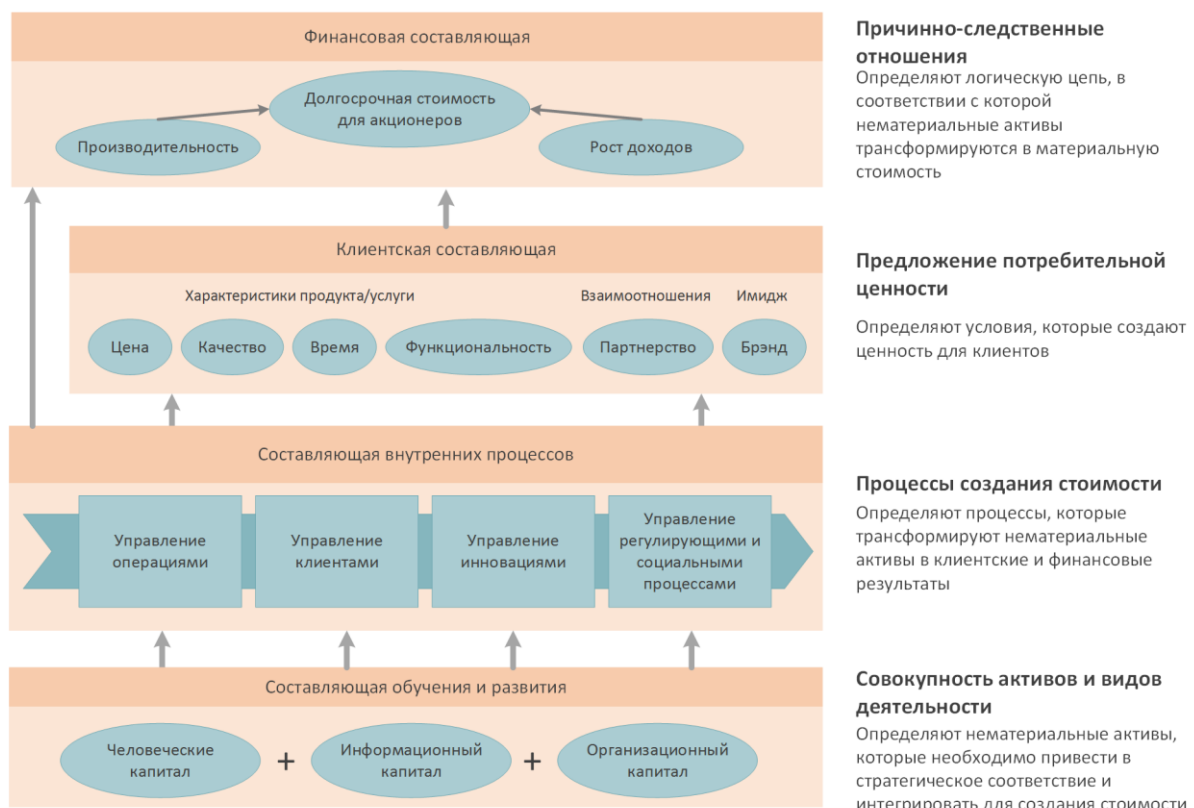 Финансовая составляющая
Долгосрочная стоимость
для акционеров
Производительность
Рост доходов
Причинно-следственные
отношения
Определяют логическую цепь, в
соответствии с которой
нематериальные активы
трансформируются в материальную
стоимость
Клиентская составляющая
Характеристики продукта/услуги
Взаимоотношения
Имидж
Цена
Качество
Время
Функциональность
Партнерство
Брэнд
Предложение потребительной
ценности
Определяют условия, которые создают
ценность для клиентов
Составляющая внутренних процессов
Управление
операциями
Управление
клиентами
Управление
инновациями
Управление
регулирующими и
социальными
процессами
Процессы создания стоимости
Определяют процессы, которые
трансформируют нематериальные
активы в клиентские и финансовые
результаты
Составляющая обучения и развития
Человеческие
капитал
+
Информационный
капитал
+
Организационный
капитал
Совокупность активов и видов
деятельности
Определяют нематериальные активы,
которые необходимо привести в
стратегическое соответствие и
интегрировать для создания стоимости